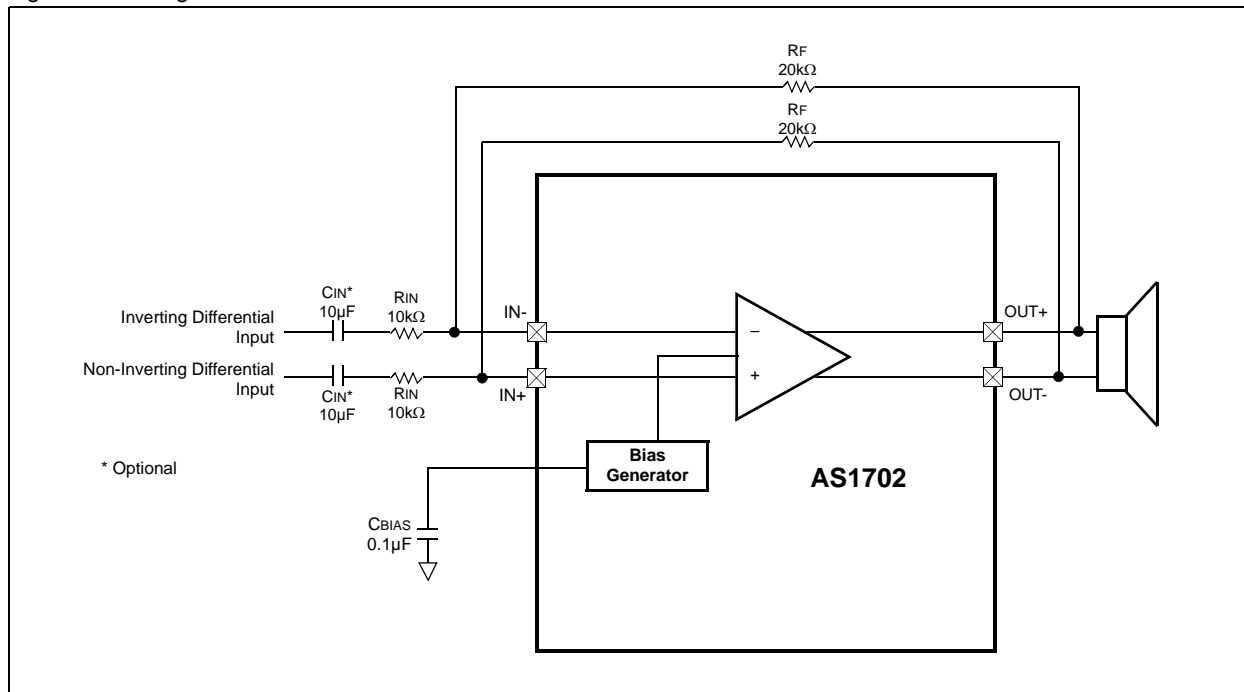 RF
20kΩ
RF
20kΩ
CIN*
10µF
RIN
10kΩ
IN-
OUT+
Inverting Differential
Input
–
Non-Inverting Differential
Input
+
CIN*
10µF
RIN
10kΩ
IN+
OUT-
* Optional
Bias
Generator
AS1702
CBIAS
0.1µF